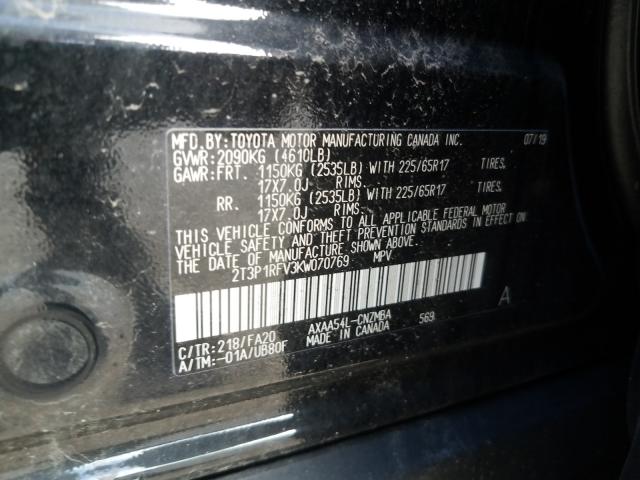 MFD. BY: TOYOTA MOTOR MANUFACTURING CANADA INC. 07/19
GVWR: 2090KG (4610LB)
GAWR: FRT. 1150KG (2535LB) WITH 225/65R17 TIRES.
17X7.0J RIMS.
RR. 1150KG (2535LB) WITH 225/65R17 TIRES.
17X7.0J RIMS.
THIS VEHICLE CONFORMS TO ALL APPLICABLE FEDERAL MOTOR
VEHICLE SAFETY AND THEFT PREVENTION STANDARDS IN EFFECT ON
THE DATE OF MANUFACTURE SHOWN ABOVE.
2T3P1RFV3KW070769 MPV
A
C/TR: 218/FA20 AXAA54L-CNZMBA 569
A/TM: -01A/UB80F MADE IN CANADA